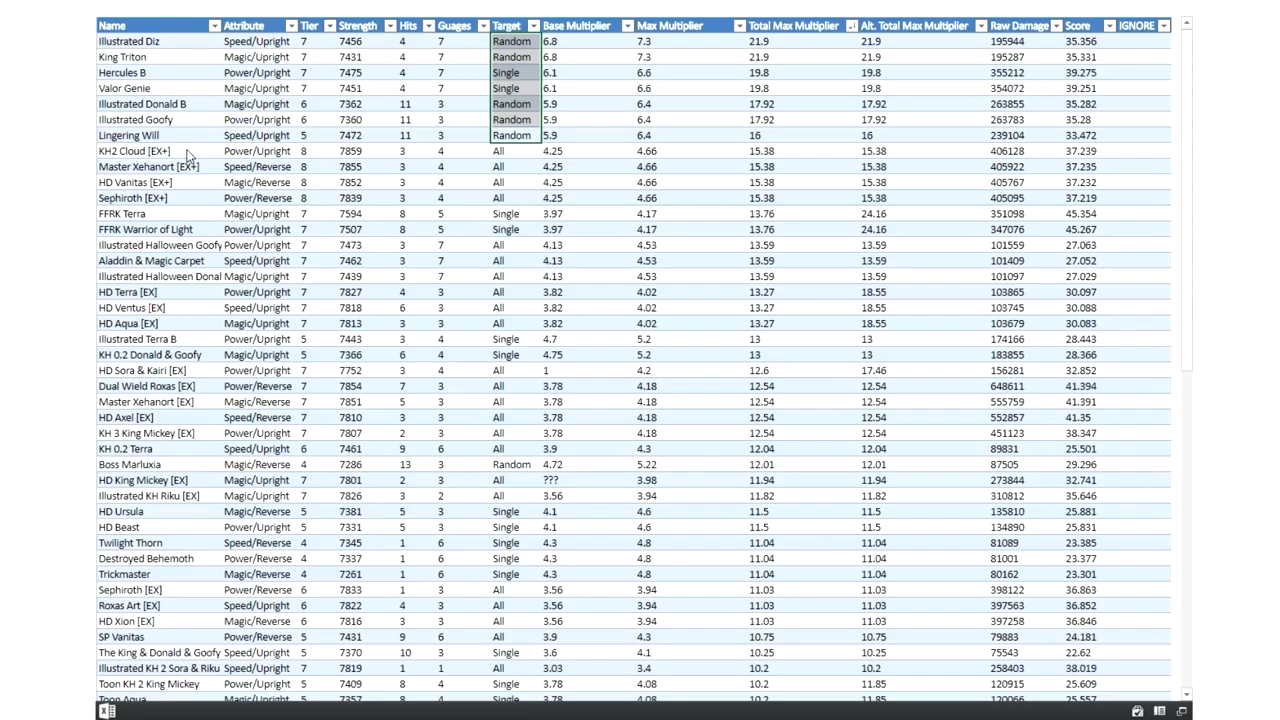 Name Attribute Tier Strength Hits Guages Target Base Multiplier Max Multiplier Total Max Multiplier Alt. Total Max Multiplier Raw Damage Score IGNORE
Illustrated Diz Speed/Upright 7 7456 4 7 Random 6.8 7.3 21.9 21.9 195944 35.356
King Triton Magic/Upright 7 7431 4 7 Random 6.8 7.3 21.9 21.9 195287 35.331
Hercules B Power/Upright 7 7475 4 7 Single 6.1 6.6 19.8 19.8 355212 39.275
Valor Genie Magic/Upright 7 7451 4 7 Single 6.1 6.6 19.8 19.8 354072 39.251
Illustrated Donald B Magic/Upright 6 7362 11 3 Random 5.9 6.4 17.92 17.92 263855 35.282
Illustrated Goofy Power/Upright 6 7360 11 3 Random 5.9 6.4 17.92 17.92 263783 35.28
Lingering Will Speed/Upright 5 7472 11 3 Random 5.9 6.4 16 16 239104 33.472
KH2 Cloud [EX+] Power/Upright 8 7859 3 4 All 4.25 4.66 15.38 15.38 406128 37.239
Master Xehanort [EX+] Speed/Reverse 8 7855 3 4 All 4.25 4.66 15.38 15.38 405922 37.235
HD Vanitas [EX+] Magic/Reverse 8 7852 3 4 All 4.25 4.66 15.38 15.38 405767 37.232
Sephiroth [EX+] Power/Reverse 8 7839 3 4 All 4.25 4.66 15.38 15.38 405095 37.219
FFRK Terra Magic/Upright 7 7594 8 5 Single 3.97 4.17 13.76 24.16 351098 45.354
FFRK Warrior of Light Power/Upright 7 7507 8 5 Single 3.97 4.17 13.76 24.16 347076 45.267
Illustrated Halloween Goofy Power/Upright 7 7473 3 7 All 4.13 4.53 13.59 13.59 101559 27.063
Aladdin & Magic Carpet Speed/Upright 7 7462 3 7 All 4.13 4.53 13.59 13.59 101409 27.052
Illustrated Halloween Donal Magic/Upright 7 7439 3 7 All 4.13 4.53 13.59 13.59 101097 27.029
HD Terra [EX] Power/Upright 7 7827 4 3 All 3.82 4.02 13.27 18.55 103865 30.097
HD Ventus [EX] Speed/Upright 7 7818 6 3 All 3.82 4.02 13.27 18.55 103745 30.088
HD Aqua [EX] Magic/Upright 7 7813 3 3 All 3.82 4.02 13.27 18.55 103679 30.083
Illustrated Terra B Power/Upright 5 7443 3 4 Single 4.7 5.2 13 13 174166 28.443
KH 0.2 Donald & Goofy Magic/Upright 5 7366 6 4 Single 4.75 5.2 13 13 183855 28.366
HD Sora & Kairi [EX] Power/Upright 5 7752 3 4 All 1 4.2 12.6 17.46 156281 32.852
Dual Wield Roxas [EX] Power/Reverse 7 7854 7 3 All 3.78 4.18 12.54 12.54 648611 41.394
Master Xehanort [EX] Magic/Reverse 7 7851 5 3 All 3.78 4.18 12.54 12.54 555759 41.391
HD Axel [EX] Speed/Reverse 7 7810 3 3 All 3.78 4.18 12.54 12.54 552857 41.35
KH 3 King Mickey [EX] Power/Upright 7 7807 2 3 All 3.78 4.18 12.54 12.54 451123 38.347
KH 0.2 Terra Speed/Upright 6 7461 9 6 All 3.9 4.3 12.04 12.04 89831 25.501
Boss Marluxia Magic/Reverse 4 7286 13 3 Random 4.72 5.22 12.01 12.01 87505 29.296
HD King Mickey [EX] Magic/Upright 7 7801 2 3 All ??? 3.98 11.94 11.94 273844 32.741
Illustrated KH Riku [EX] Magic/Upright 7 7826 3 2 All 3.56 3.94 11.82 11.82 310812 35.646
HD Ursula Magic/Reverse 5 7381 5 3 Single 4.1 4.6 11.5 11.5 135810 25.881
HD Beast Power/Upright 5 7331 5 3 Single 4.1 4.6 11.5 11.5 134890 25.831
Twilight Thorn Speed/Reverse 4 7345 1 6 Single 4.3 4.8 11.04 11.04 81089 23.385
Destroyed Behemoth Power/Reverse 4 7337 1 6 Single 4.3 4.8 11.04 11.04 81001 23.377
Trickmaster Magic/Reverse 4 7261 1 6 Single 4.3 4.8 11.04 11.04 80162 23.301
Sephiroth [EX] Power/Reverse 6 7833 1 3 All 3.56 3.94 11.03 11.03 398122 36.863
Roxas Art [EX] Speed/Upright 6 7822 4 3 All 3.56 3.94 11.03 11.03 397563 36.852
HD Xion [EX] Magic/Upright 6 7816 3 3 All 3.56 3.94 11.03 11.03 397258 36.846
SP Vanitas Power/Reverse 5 7431 9 6 All 3.9 4.3 10.75 10.75 79883 24.181
The King & Donald & Goofy Speed/Upright 5 7370 10 3 Single 3.6 4.1 10.25 10.25 75543 22.62
Illustrated KH 2 Sora & Riku Speed/Upright 7 7819 1 1 All 3.03 3.4 10.2 10.2 258403 38.019
Toon KH 2 King Mickey Power/Upright 5 7409 8 4 Single 3.78 4.08 10.2 11.85 120915 25.609
Toon Aqua Magic/Upright 5 7357 8 4 Single 3.78 4.08 10.2 11.85 120066 25.557